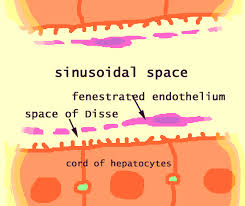 sinusoidal space
fenestrated endothelium
space of Disse
cord of hepatocytes